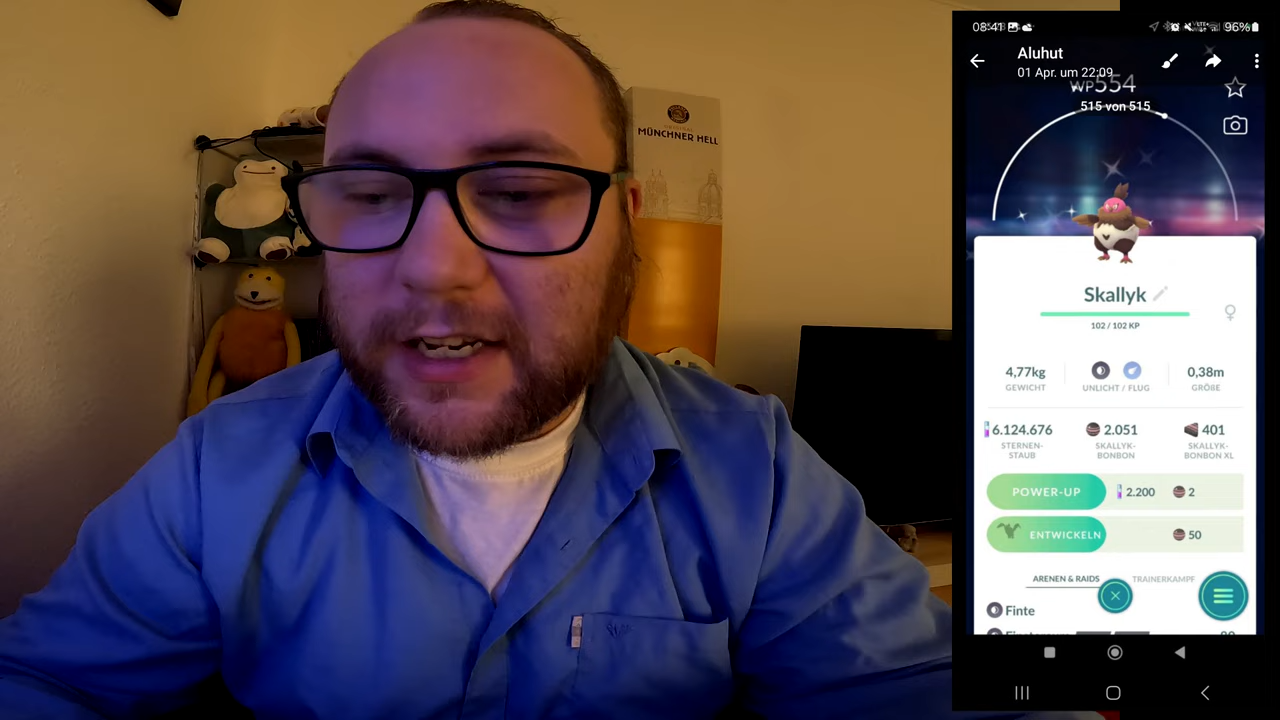 MÜNCHNER HELL
08:41
96%
Aluhut
01 Apr. um 22:09
WP554
515 von 515
Skallyk
102 / 102 KP
4,77kg
GEWICHT
UNLICHT / FLUG
0,38m
GRÖßE
6.124.676
STERNEN-
STAUB
2.051
SKALLYK-
BONBON
401
SKALLYK-
BONBON XL
POWER-UP
2.200
2
ENTWICKELN
50
ARENEN & RAIDS
TRAINERKAMPF
Finte